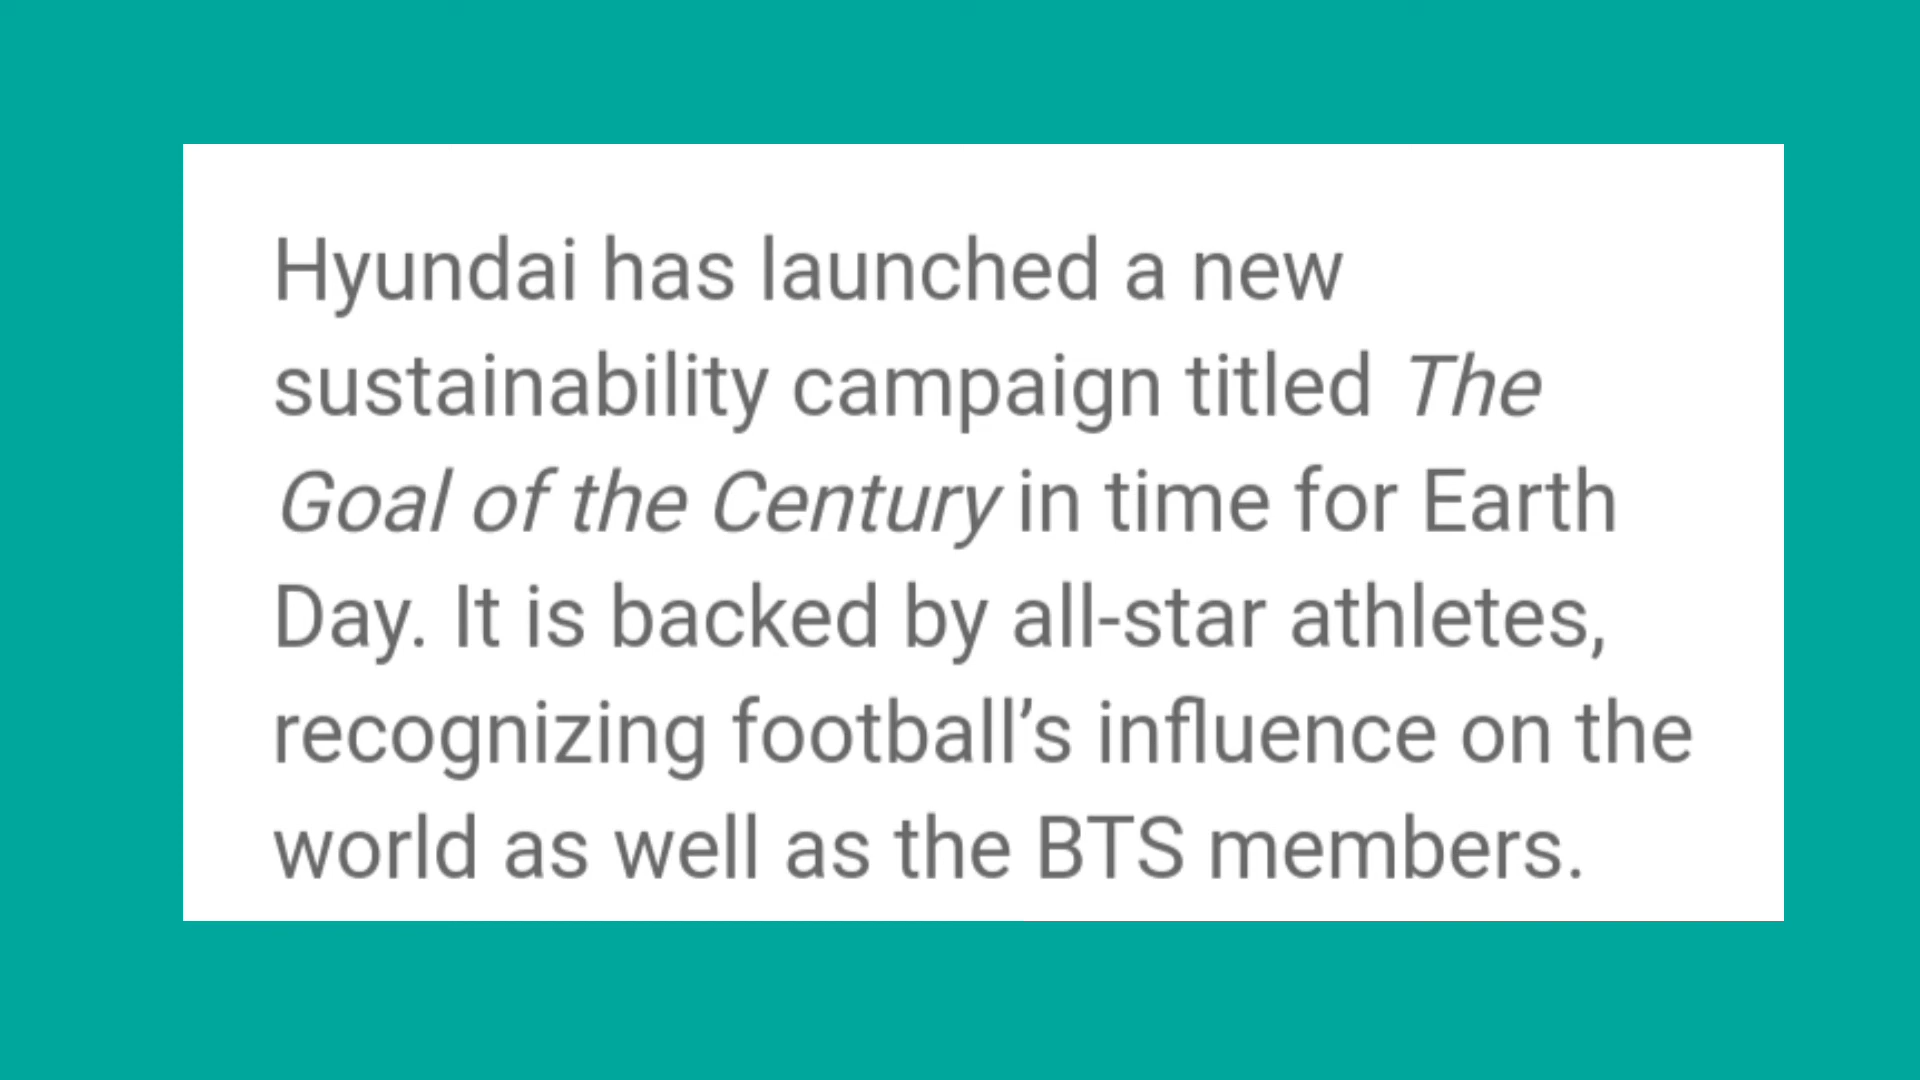 Hyundai has launched a new
sustainability campaign titled The
Goal of the Century in time for Earth
Day. It is backed by all-star athletes,
recognizing football’s influence on the
world as well as the BTS members.